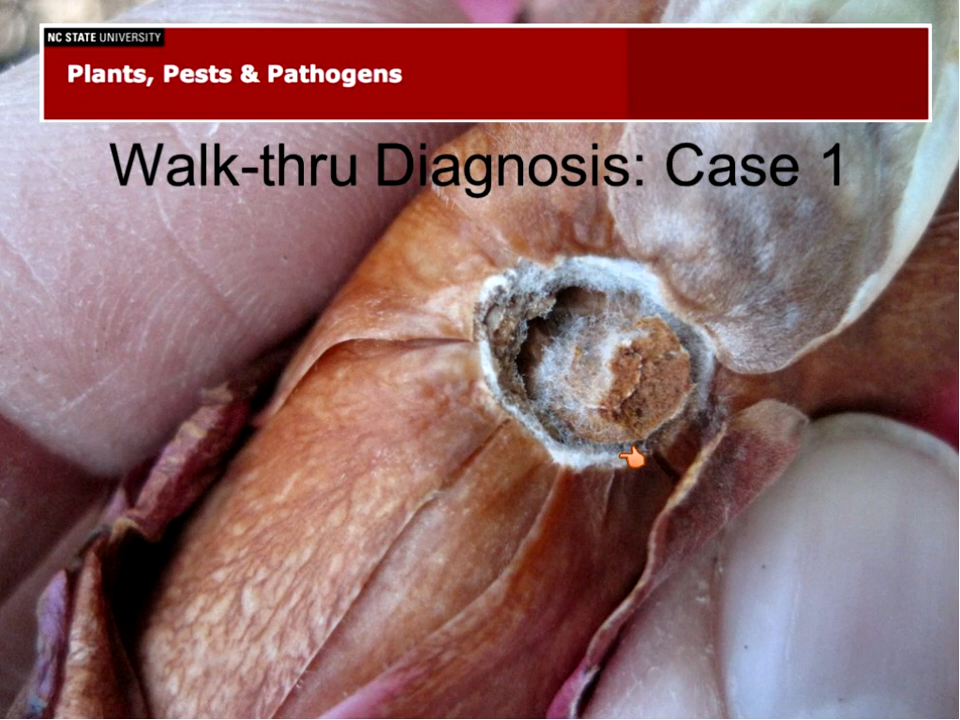 NC STATE UNIVERSITY
Plants, Pests & Pathogens
Walk-thru Diagnosis: Case 1